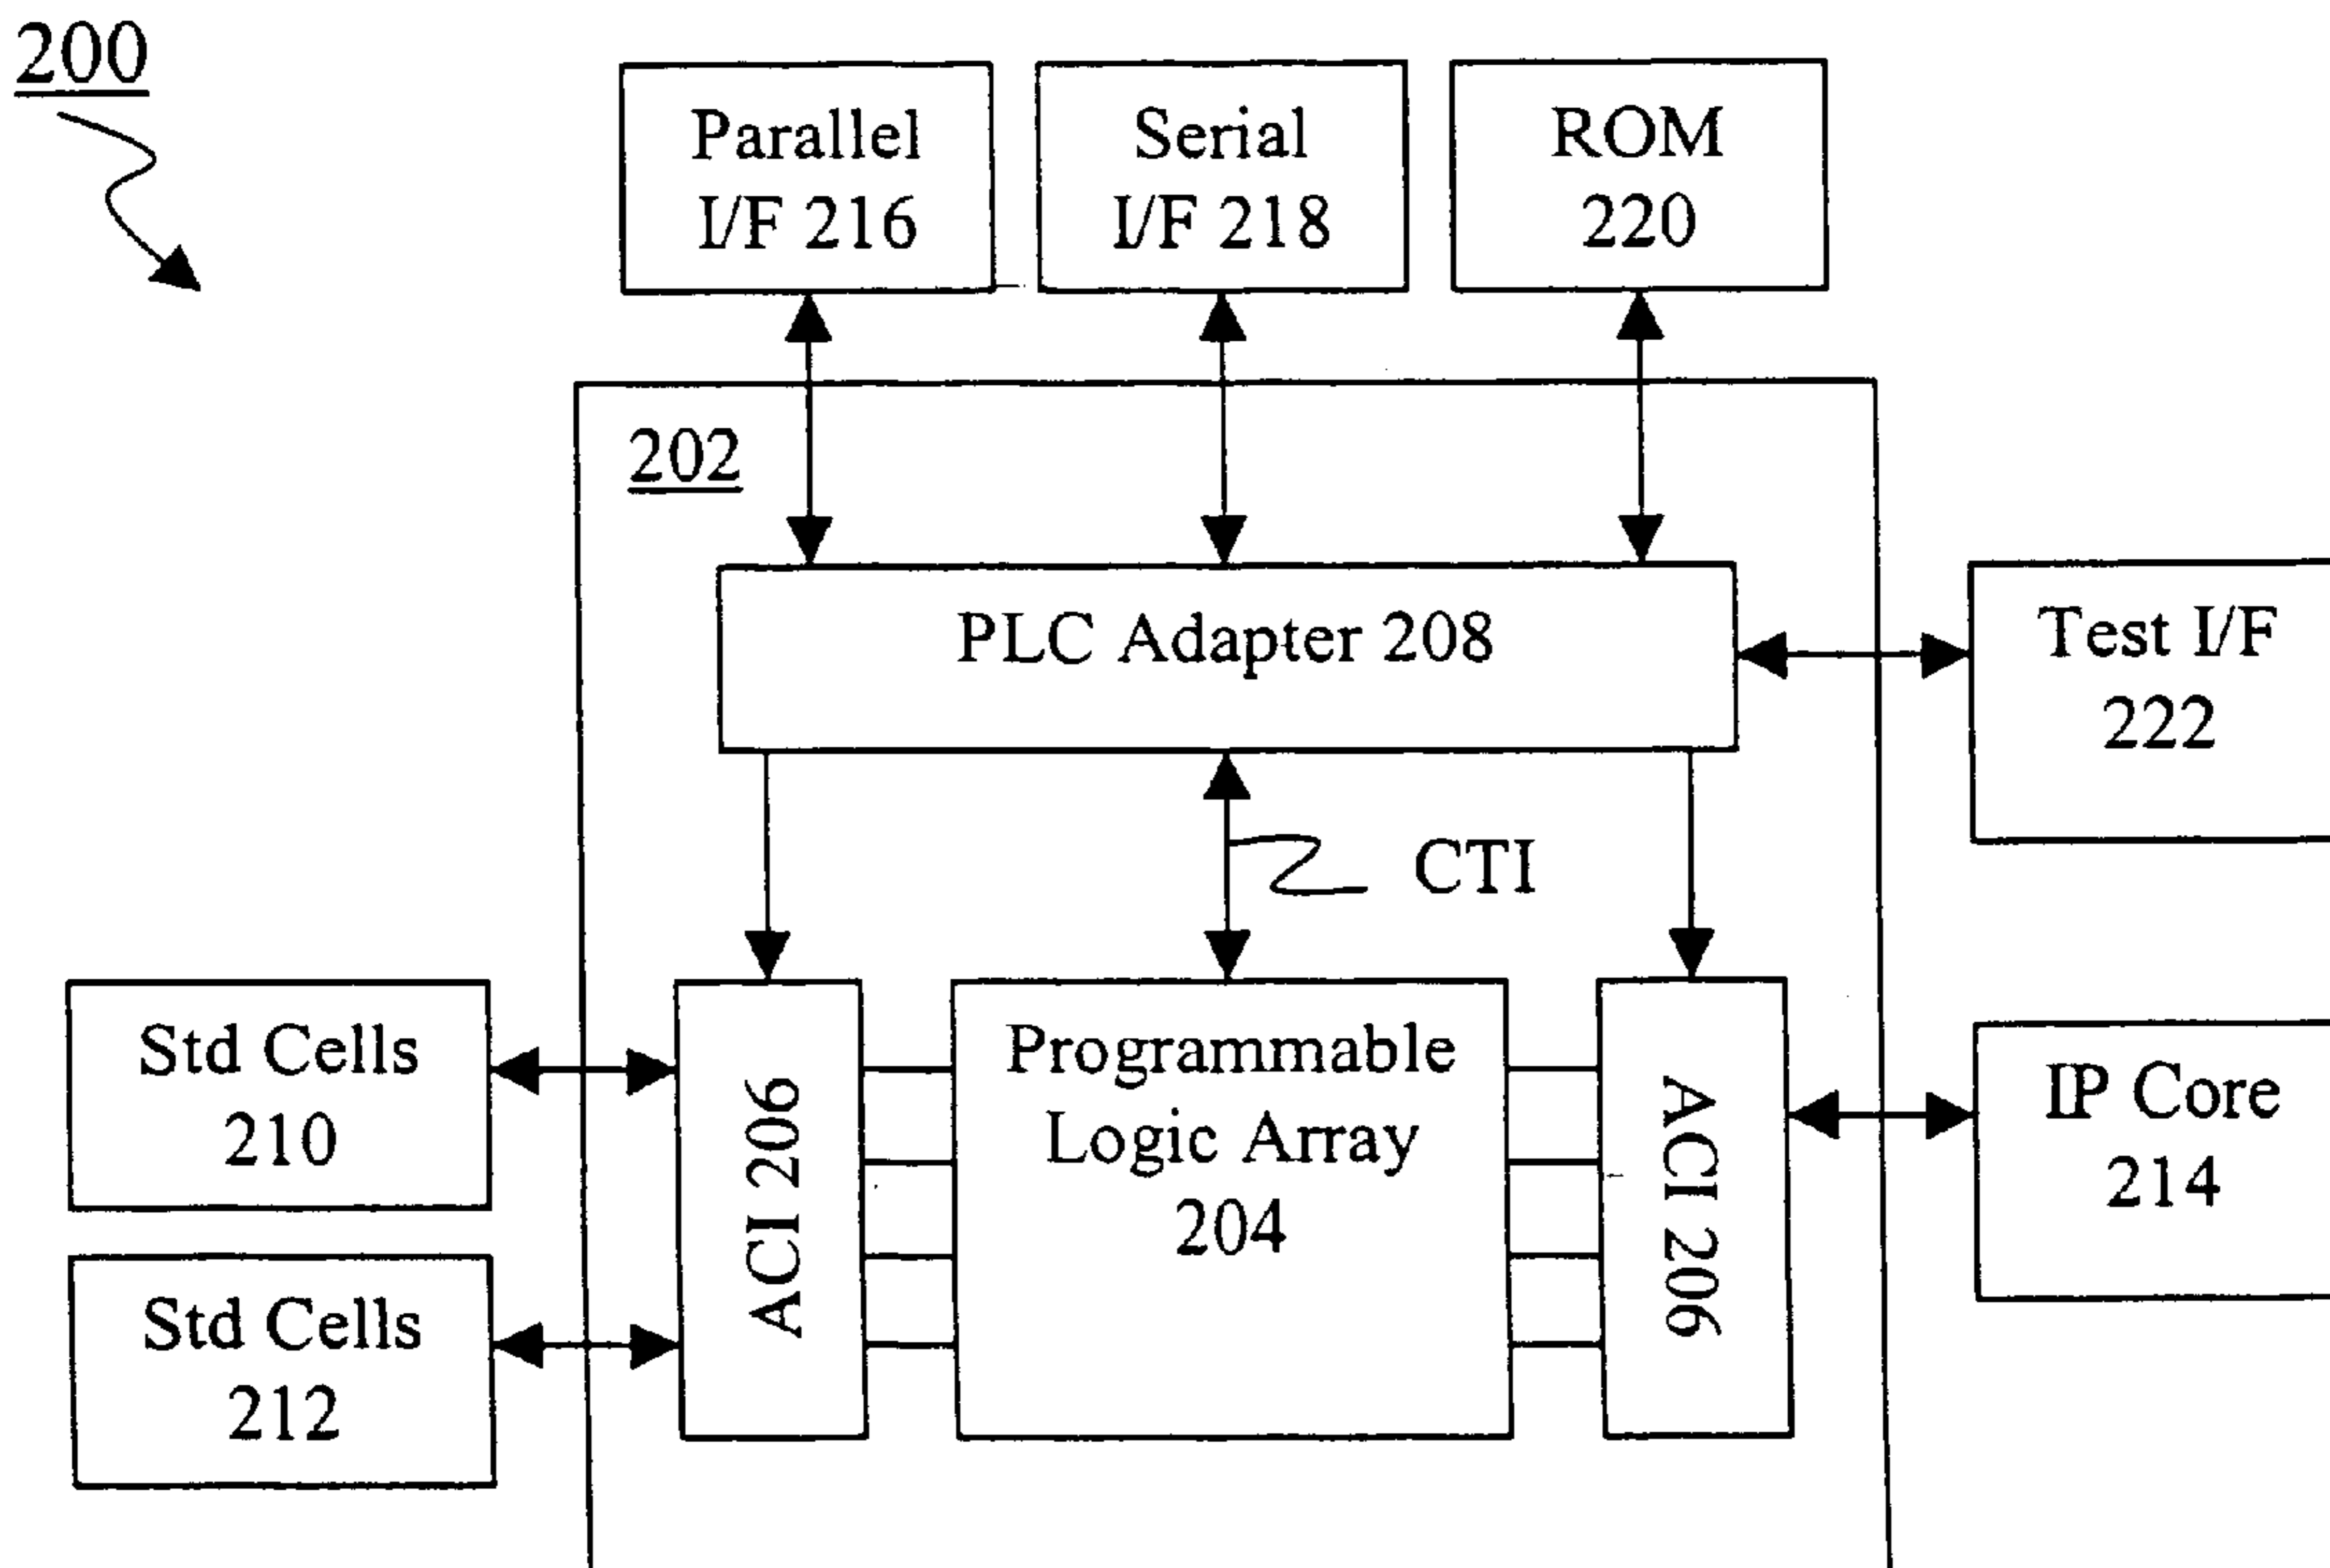 200
Parallel
I/F 216
Serial
I/F 218
ROM
220
202
PLC Adapter 208
Test I/F
222
CTI
Std Cells
210
Std Cells
212
ACI 206
Programmable
Logic Array
204
ACI 206
IP Core
214